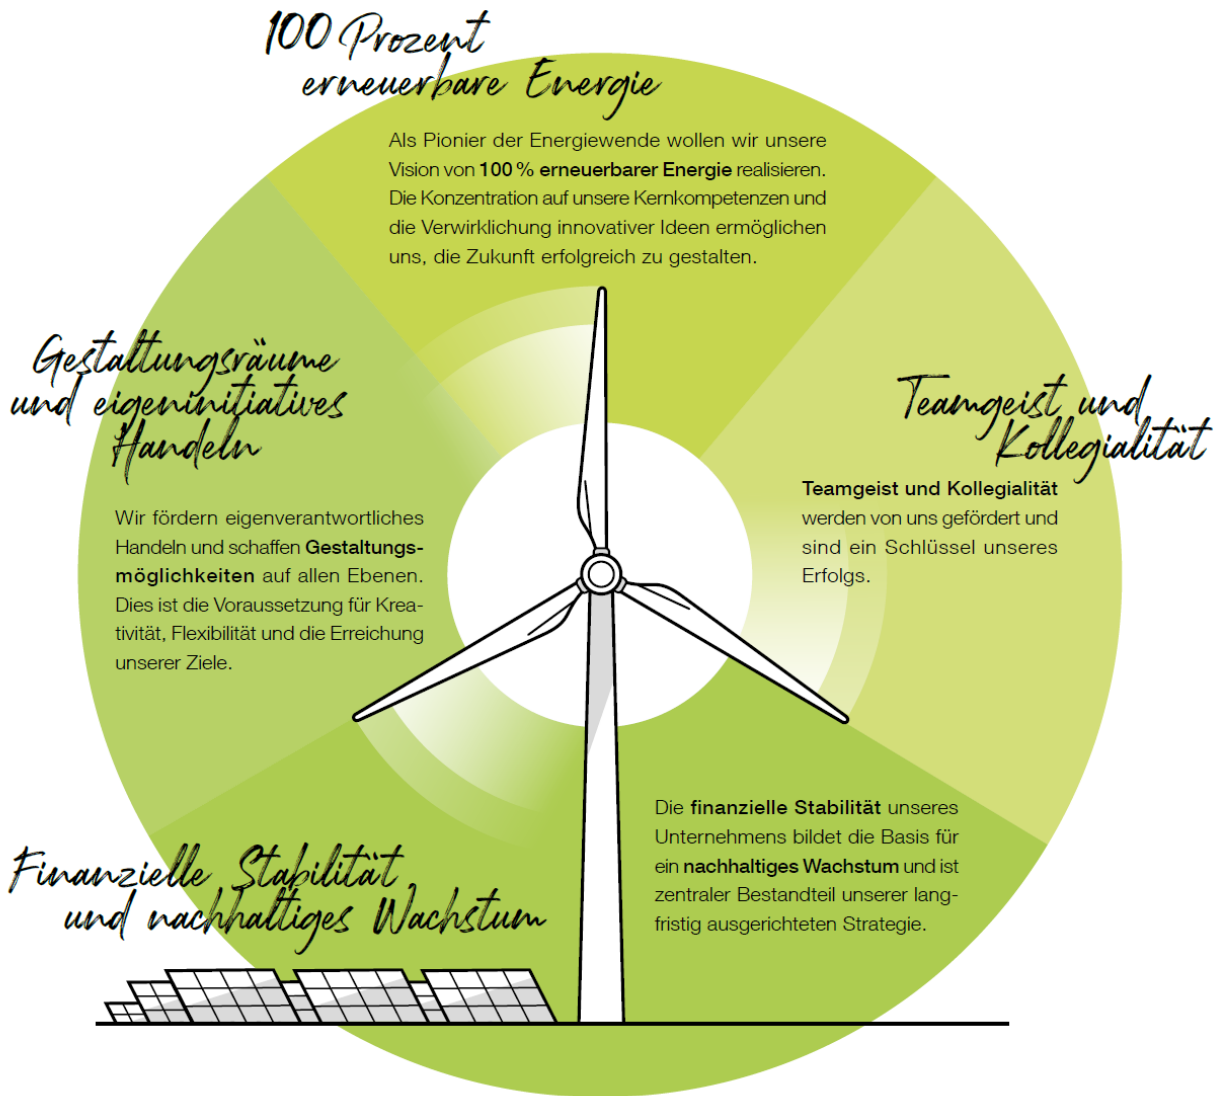 100 Prozent
erneuerbare Energie
Als Pionier der Energiewende wollen wir unsere
Vision von 100 % erneuerbarer Energie realisieren.
Die Konzentration auf unsere Kernkompetenzen und
die Verwirklichung innovativer Ideen ermöglichen
uns, die Zukunft erfolgreich zu gestalten.
Gestaltungsräume
und eigeninitiatives
Handeln
Wir fördern eigenverantwortliches
Handeln und schaffen Gestaltungs-
möglichkeiten auf allen Ebenen.
Dies ist die Voraussetzung für Krea-
tivität, Flexibilität und die Erreichung
unserer Ziele.
Teamgeist und
Kollegialität
Teamgeist und Kollegialität
werden von uns gefördert und
sind ein Schlüssel unseres
Erfolgs.
Finanzielle Stabilität
und nachhaltiges Wachstum
Die finanzielle Stabilität unseres
Unternehmens bildet die Basis für
ein nachhaltiges Wachstum und ist
zentraler Bestandteil unserer lang-
fristig ausgerichteten Strategie.